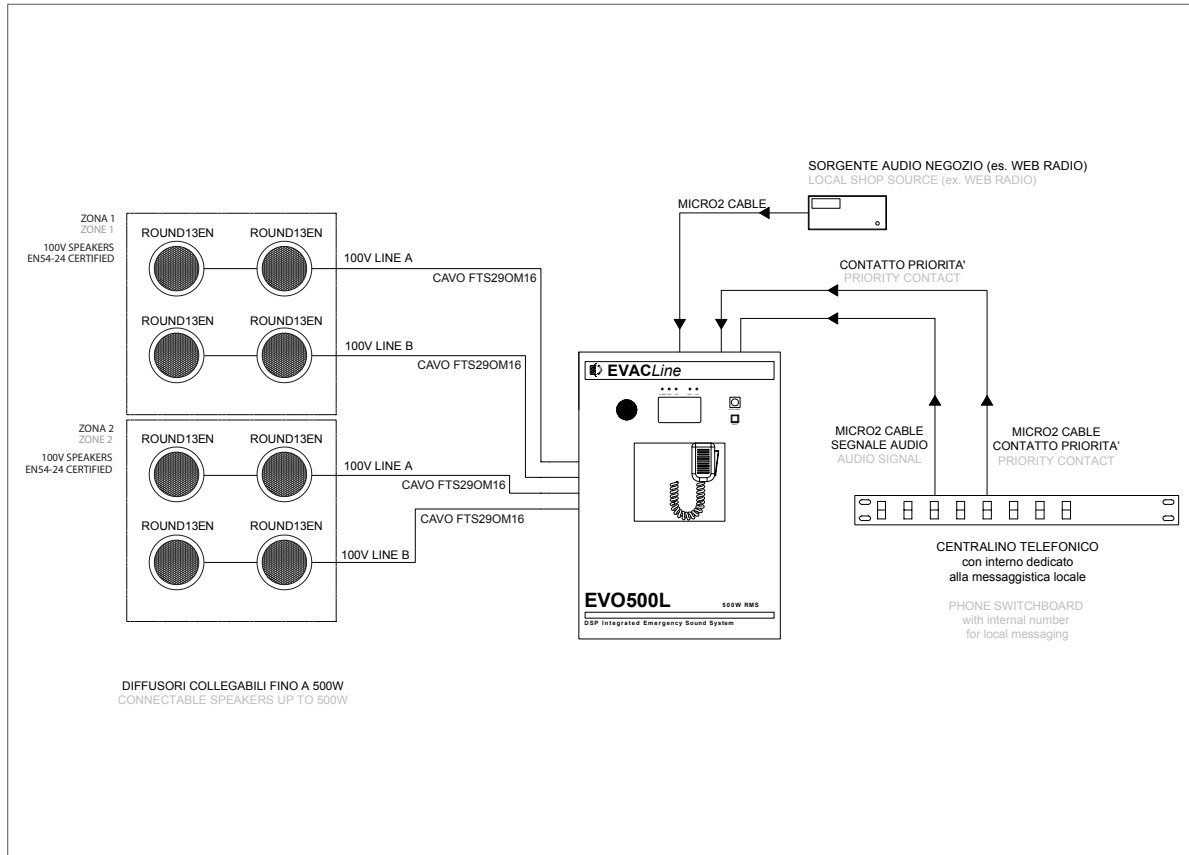 SORGENTE AUDIO NEGOZIO (es. WEB RADIO)
LOCAL SHOP SOURCE (ex. WEB RADIO)
MICRO2 CABLE
ZONA 1
ZONE 1
100V SPEAKERS
EN54-24 CERTIFIED
ROUND13EN
ROUND13EN
100V LINE A
CAVO FTS29OM16
ROUND13EN
ROUND13EN
100V LINE B
CAVO FTS29OM16
CONTATTO PRIORITA'
PRIORITY CONTACT
ZONA 2
ZONE 2
100V SPEAKERS
EN54-24 CERTIFIED
ROUND13EN
ROUND13EN
100V LINE A
CAVO FTS29OM16
ROUND13EN
ROUND13EN
CAVO FTS29OM16
100V LINE B
EVACLine
EVO500L
500W RMS
DSP Integrated Emergency Sound System
MICRO2 CABLE
SEGNALE AUDIO
AUDIO SIGNAL
MICRO2 CABLE
CONTATTO PRIORITA'
PRIORITY CONTACT
CENTRALINO TELEFONICO
con interno dedicato
alla messaggistica locale
PHONE SWITCHBOARD
with internal number
for local messaging
DIFFUSORI COLLEGABILI FINO A 500W
CONNECTABLE SPEAKERS UP TO 500W